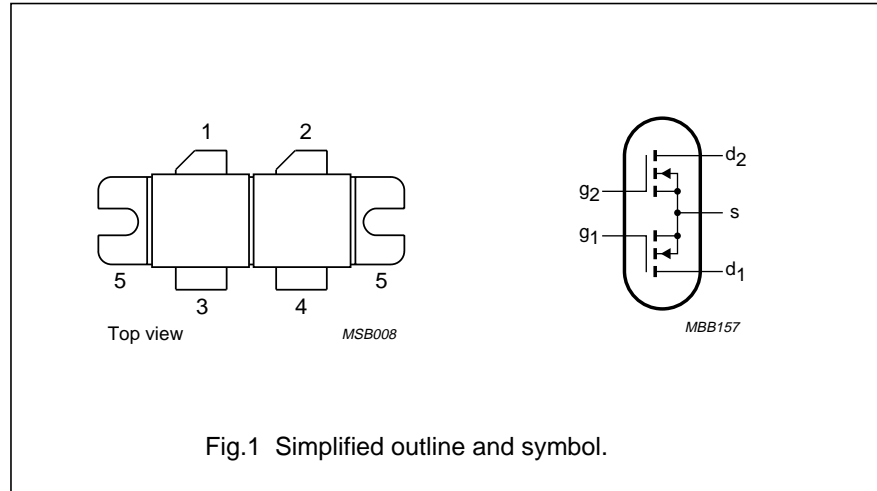 1 2
5 5
3 4
Top view MSB008
d2
g2
s
g1
d1
MBB157
Fig.1 Simplified outline and symbol.